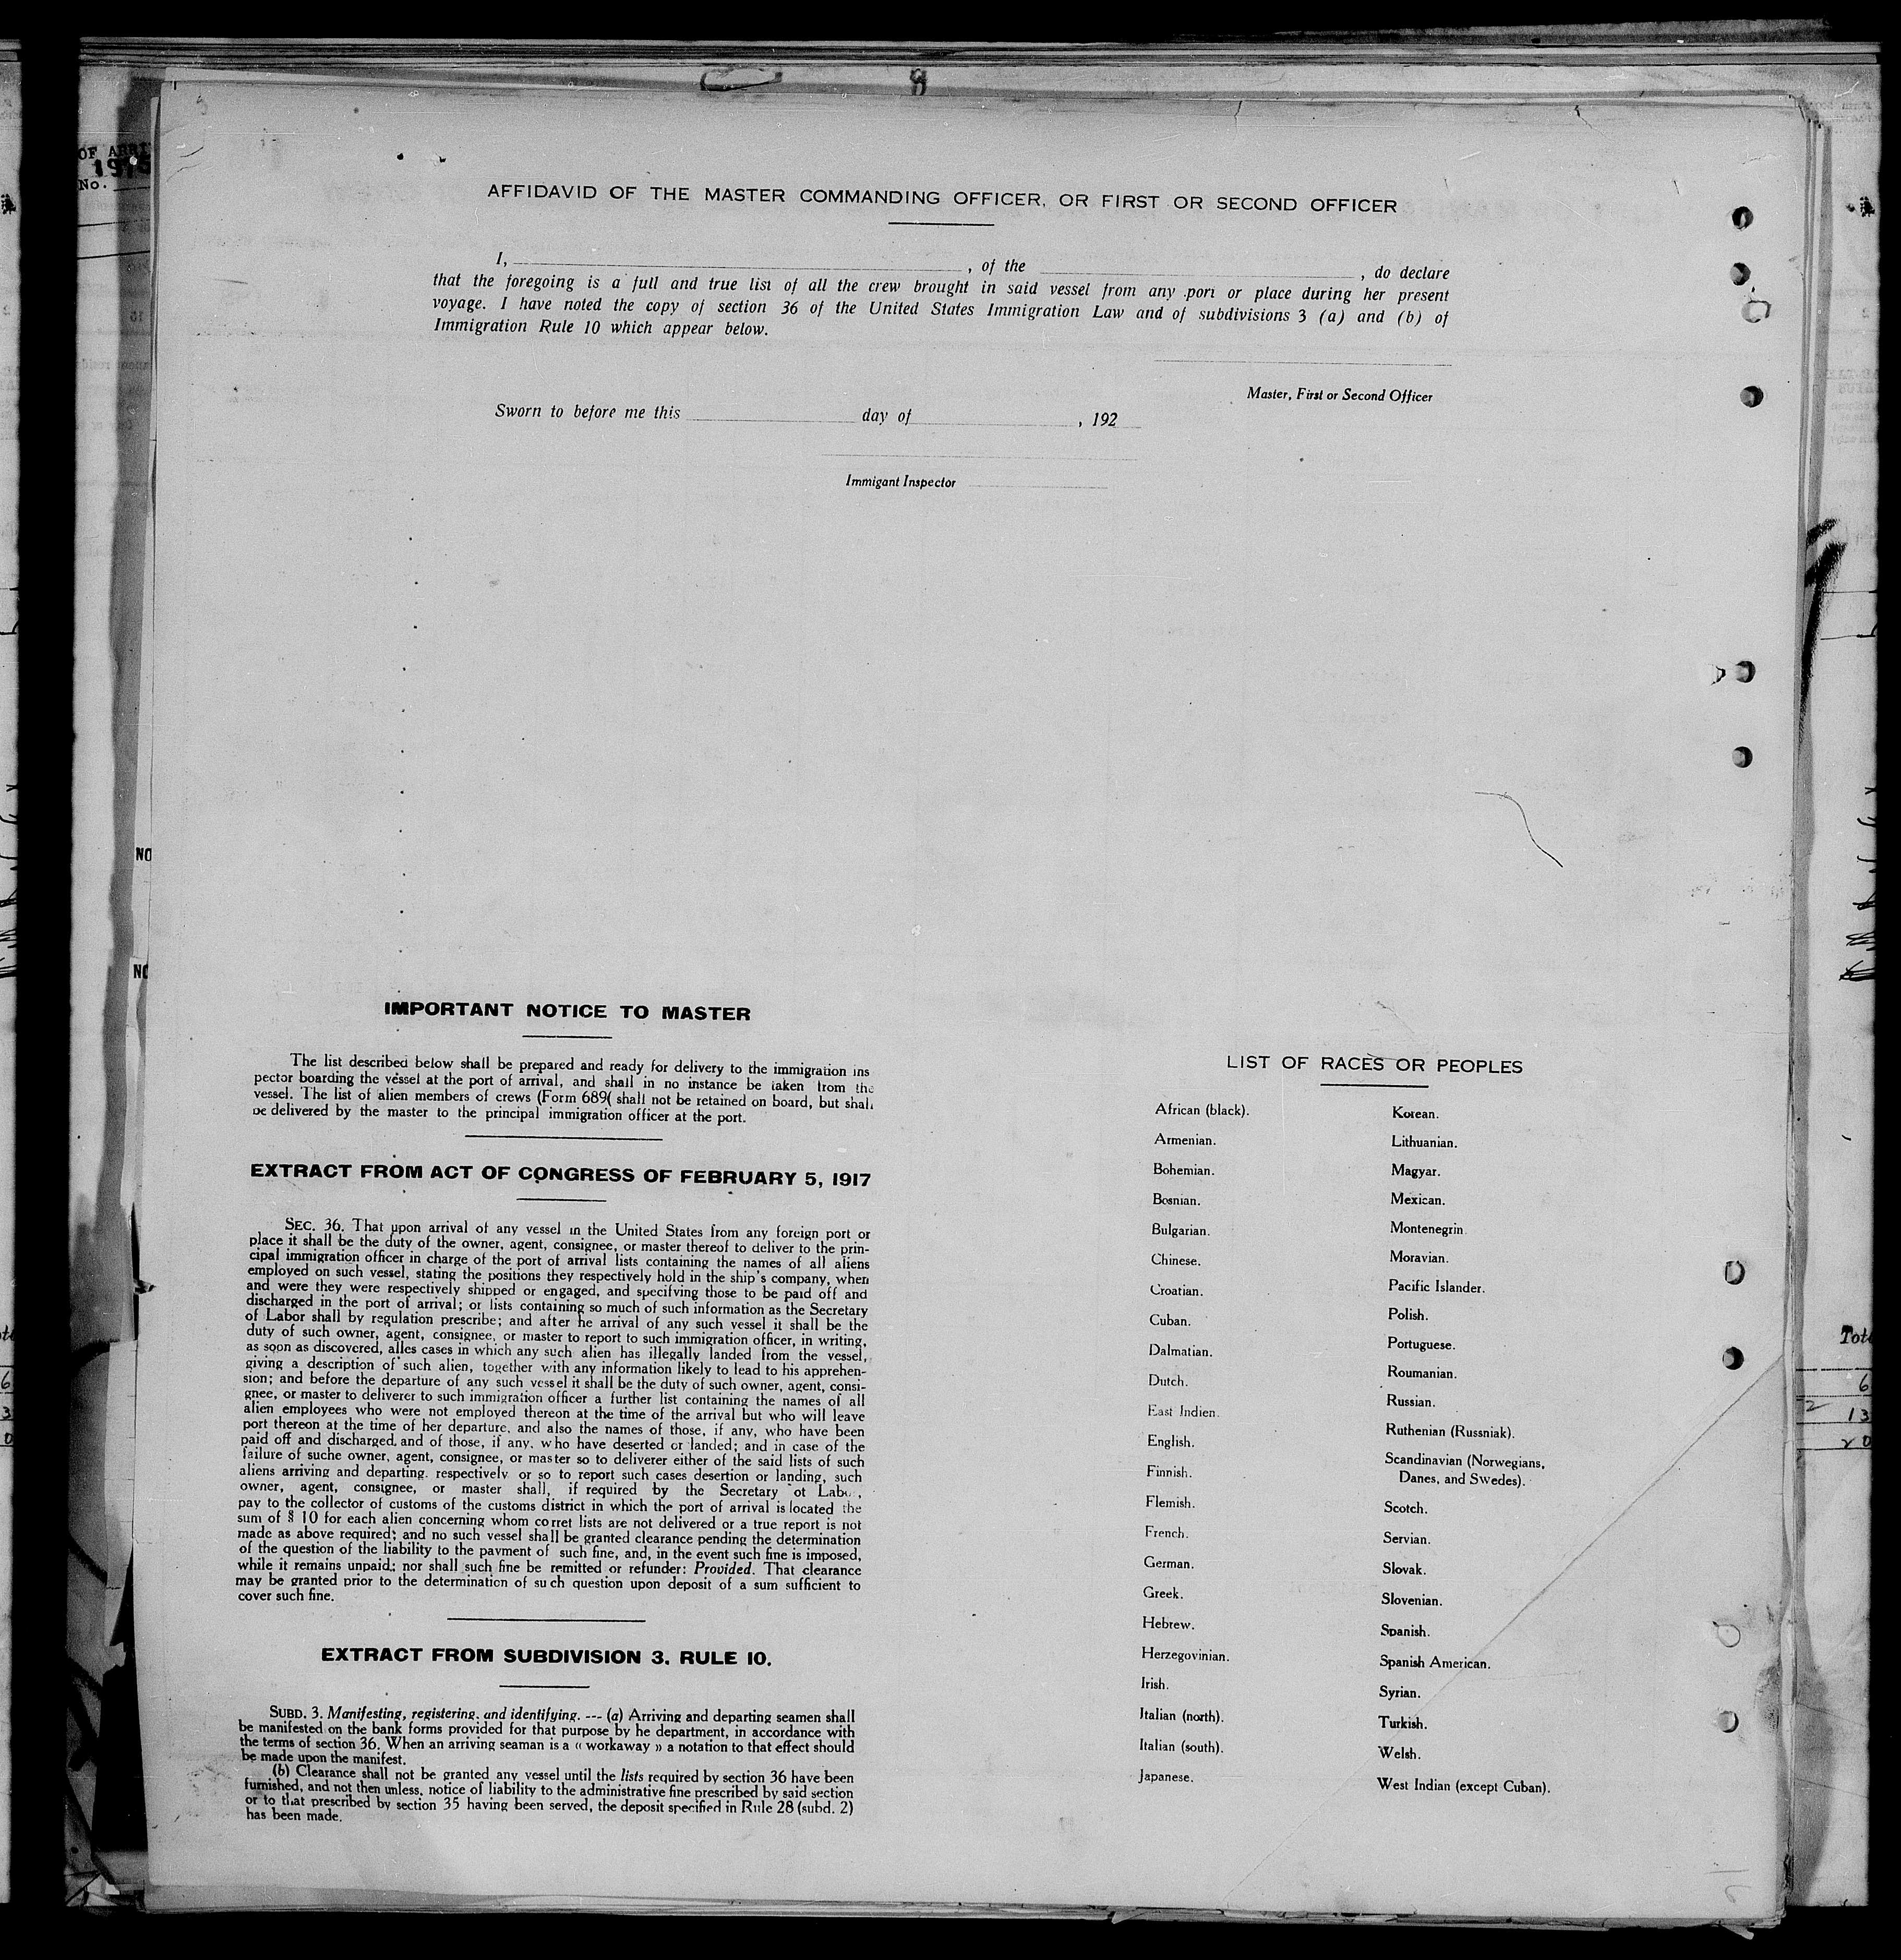 AFFIDAVID OF THE MASTER COMMANDING OFFICER, OR FIRST OR SECOND OFFICER
I, , of the , do declare
that the foregoing is a full and true list of all the crew brought in said vessel from any port or place during her present
voyage. I have noted the copy of section 36 of the United States Immigration Law and of subdivisions 3 (a) and (b) of
Immigration Rule 10 which appear below.
Master, First or Second Officer
Sworn to before me this day of , 192
Immigant Inspector
IMPORTANT NOTICE TO MASTER
The list described below shall be prepared and ready for delivery to the immigration ins
pector boarding the vessel at the port of arrival, and shall in no instance be taken from the
vessel. The list of alien members of crews (Form 689( shall not be retained on board, but shall
be delivered by the master to the principal immigration officer at the port.
EXTRACT FROM ACT OF CONGRESS OF FEBRUARY 5, 1917
SEC. 36. That upon arrival of any vessel in the United States from any foreign port or
place it shall be the duty of the owner, agent, consignee, or master thereof to deliver to the prin-
cipal immigration officer in charge of the port of arrival lists containing the names of all aliens
employed on such vessel, stating the positions they respectively hold in the ship's company, when
and were they were respectively shipped or engaged, and specifving those to be paid off and
discharged in the port of arrival; or lists containing so much of such information as the Secretary
of Labor shall by regulation prescribe; and after he arrival of any such vessel it shall be the
duty of such owner, agent, consignee, or master to report to such immigration officer, in writing,
as soon as discovered, alles cases in which any such alien has illegally landed from the vessel,
giving a description of such alien, together with any information likely to lead to his apprehen-
sion; and before the departure of any such vessel it shall be the duty of such owner, agent, consi-
gnee, or master to deliverer to such immigration officer a further list containing the names of all
alien employees who were not employed thereon at the time of the arrival but who will leave
port thereon at the time of her departure, and also the names of those, if any, who have been
paid off and discharged, and of those, if any, who have deserted or landed; and in case of the
failure of suche owner, agent, consignee, or master so to deliverer either of the said lists of such
aliens arriving and departing. respectively or so to report such cases desertion or landing, such
owner, agent, consignee, or master shall, if required by the Secretary ot Labo,
pay to the collector of customs of the customs district in which the port of arrival is located the
sum of § 10 for each alien concerning whom corret lists are not delivered or a true report is not
made as above required; and no such vessel shall be granted clearance pending the determination
of the question of the liability to the pavment of such fine, and, in the event such fine is imposed,
while it remains unpaid; nor shall such fine be remitted or refunder: Provided. That clearance
may be granted prior to the determination of such question upon deposit of a sum sufficient to
cover such fine.
EXTRACT FROM SUBDIVISION 3. RULE 10.
SUBD. 3. Manifesting, registering, and identifying. --- (a) Arriving and departing seamen shall
be manifested on the bank forms provided for that purpose by he department, in accordance with
the terms of section 36. When an arriving seaman is a « workaway » a notation to that effect should
be made upon the manifest.
(b) Clearance shall not be granted any vessel until the lists required by section 36 have been
furnished, and not then unless, notice of liability to the administrative fine prescribed by said section
or to that prescribed by section 35 having been served, the deposit specified in Rule 28 (subd. 2)
has been made.
LIST OF RACES OR PEOPLES
African (black).
Armenian.
Bohemian.
Bosnian.
Bulgarian.
Chinese.
Croatian.
Cuban.
Dalmatian.
Dutch.
East Indien.
English.
Finnish.
Flemish.
French.
German.
Greek.
Hebrew.
Herzegovinian.
Irish.
Italian (north).
Italian (south).
Japanese.
Korean.
Lithuanian.
Magyar.
Mexican.
Montenegrin
Moravian.
Pacific Islander.
Polish.
Portuguese.
Roumanian.
Russian.
Ruthenian (Russniak).
Scandinavian (Norwegians,
Danes, and Swedes).
Scotch.
Servian.
Slovak.
Slovenian.
Spanish.
Spanish American.
Syrian.
Turkish.
Welsh.
West Indian (except Cuban).
No.
NO
NO
6
13
20